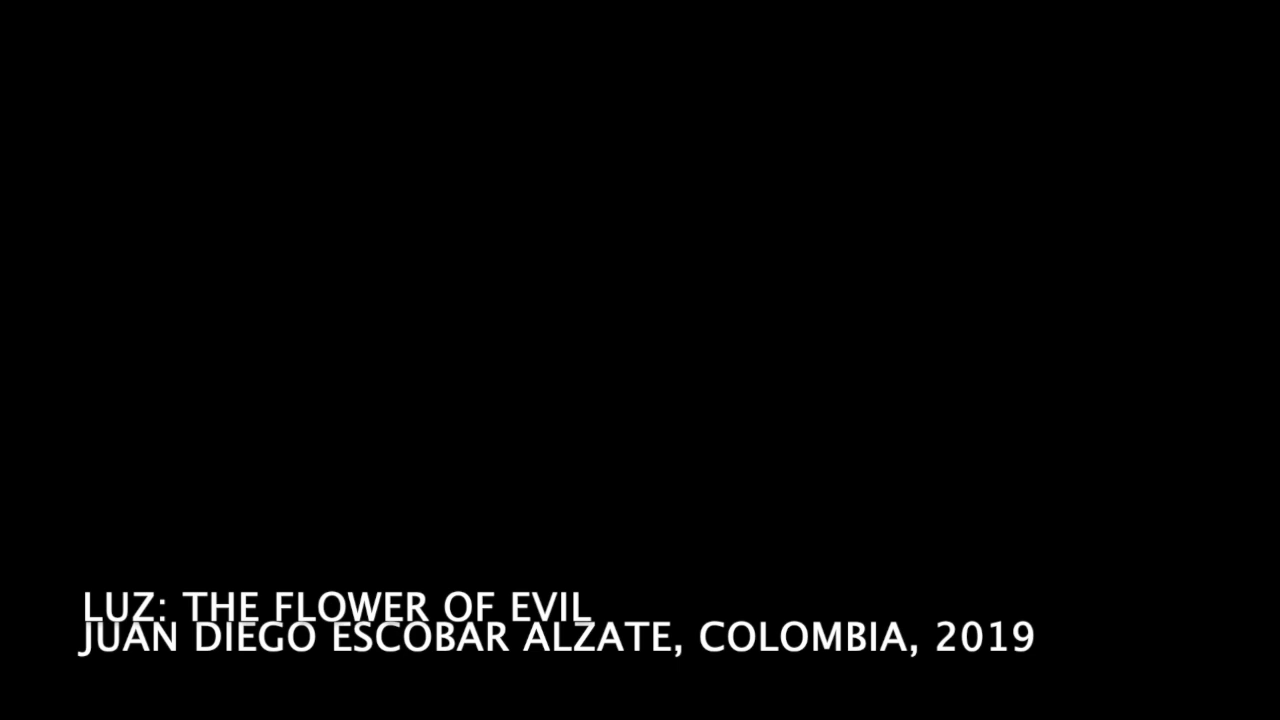 LUZ: THE FLOWER OF EVIL
JUAN DIEGO ESCOBAR ALZATE, COLOMBIA, 2019